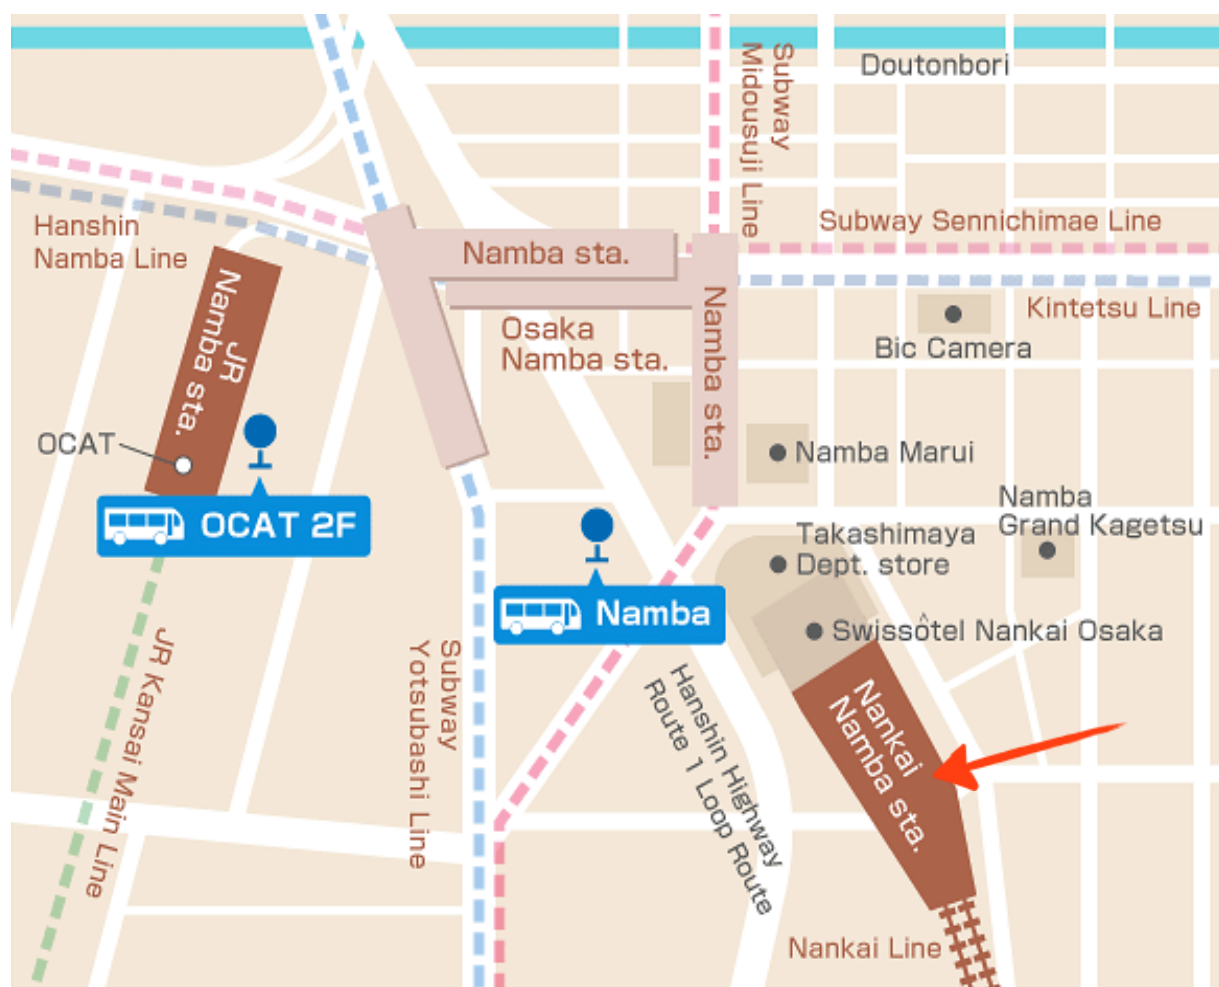 Doutonbori
Subway
Midousuji Line
Hanshin
Namba Line
Subway Sennichimae Line
Namba sta.
Kintetsu Line
JR
Namba sta.
Osaka
Namba sta.
Namba sta.
Bic Camera
OCAT
Namba Marui
OCAT 2F
Namba
Grand Kagetsu
Takashimaya
Dept. store
Namba
Swissôtel Nankai Osaka
JR Kansai Main Line
Subway
Yotsubashi Line
Hanshin Highway
Route 1 Loop Route
Nankai
Namba sta.
Nankai Line